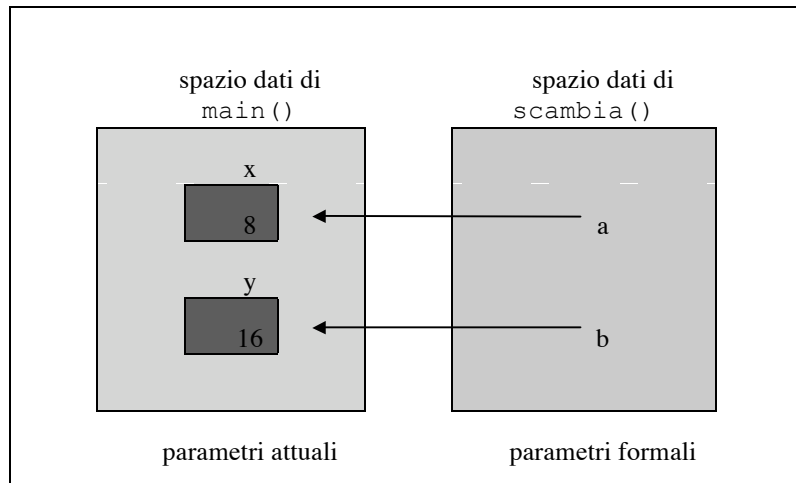 spazio dati di
main()
spazio dati di
scambia()
x
8
a
y
16
b
parametri attuali
parametri formali